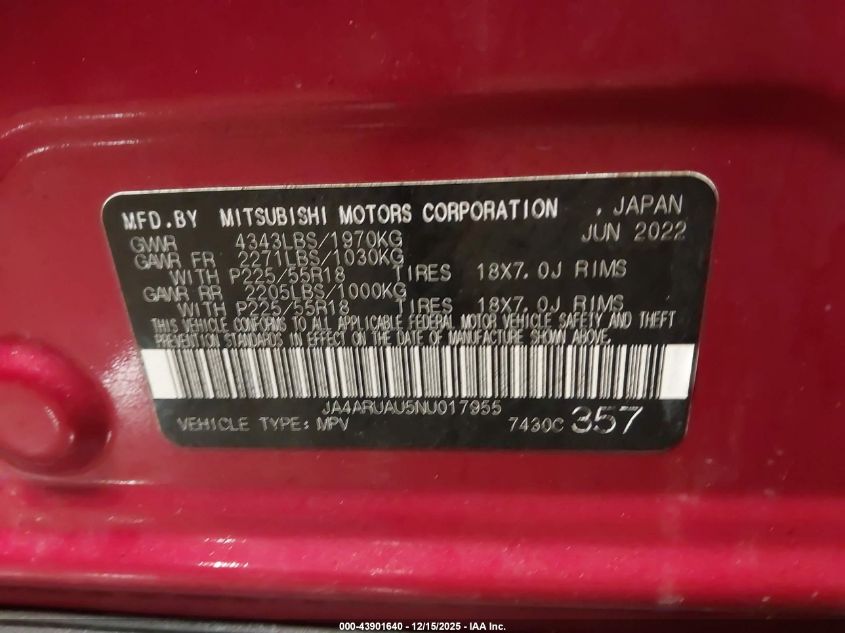 MFD.BY MITSUBISHI MOTORS CORPORATION , JAPAN
GVWR 4343LBS/1970KG JUN 2022
GAWR FR 2271LBS/1030KG
WITH P225/55R18 TIRES 18X7.0J RIMS
GAWR RR 2205LBS/1000KG
WITH P225/55R18 TIRES 18X7.0J RIMS
THIS VEHICLE CONFORMS TO ALL APPLICABLE FEDERAL MOTOR VEHICLE SAFETY AND THEFT
PREVENTION STANDARDS IN EFFECT ON THE DATE OF MANUFACTURE SHOWN ABOVE.
JA4ARUAU5NU017955
VEHICLE TYPE: MPV 7430C 357
000-43901640 - 12/15/2025 - IAA Inc.